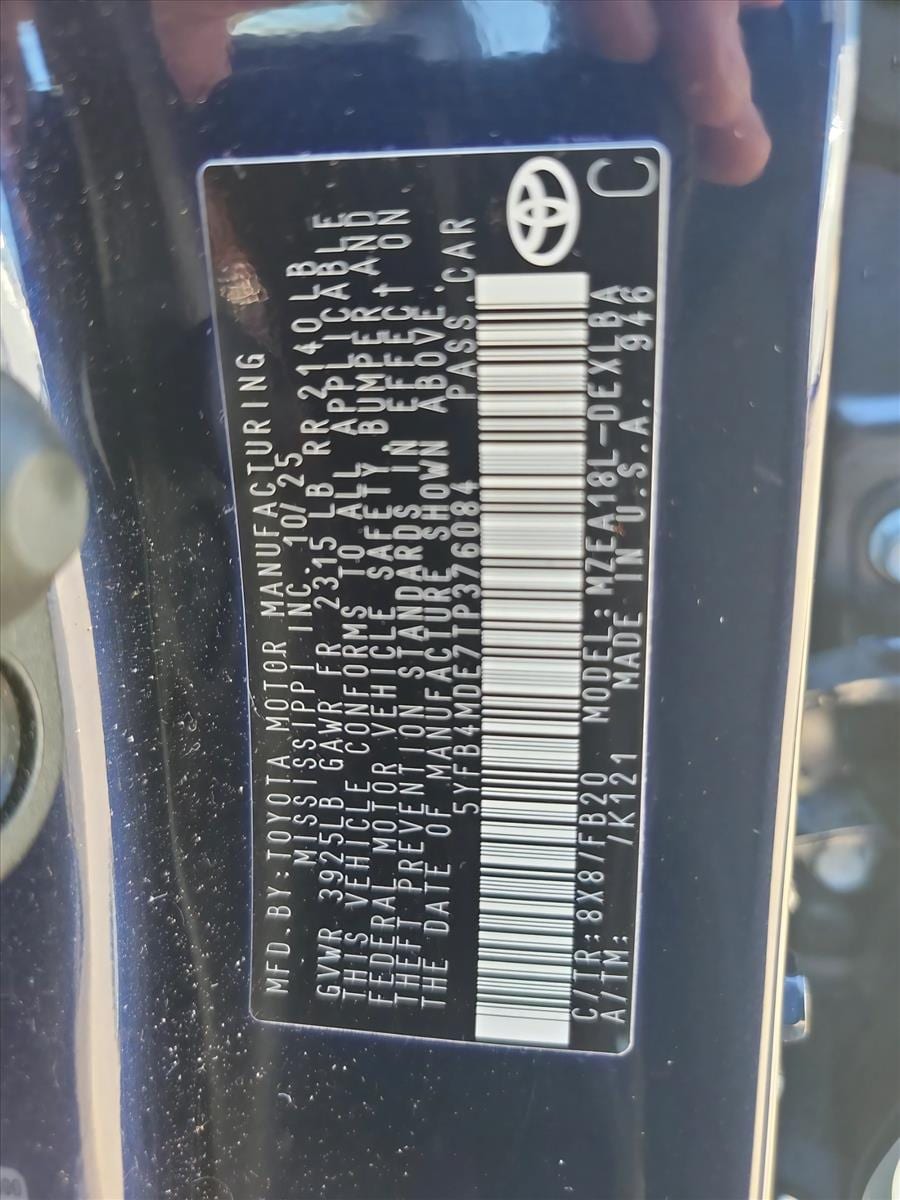 MFD.BY:TOYOTA MOTOR MANUFACTURING
MISSISSIPPI INC. 10/25
GVWR 3925LB GAWR FR 2315 LB RR 2140LB
THIS VEHICLE CONFORMS TO ALL APPLICABLE
FEDERAL MOTOR VEHICLE SAFETY BUMPER AND
THEFT PREVENTION STANDARDS IN EFFECT ON
THE DATE OF MANUFACTURE SHOWN ABOVE.
5YFB4MDE7TP376084 PASS.CAR
C/TR:8X8/FB20 MODEL:MZEA18L-DEXLBA
A/TM: /K121 MADE IN U.S.A. 946
C